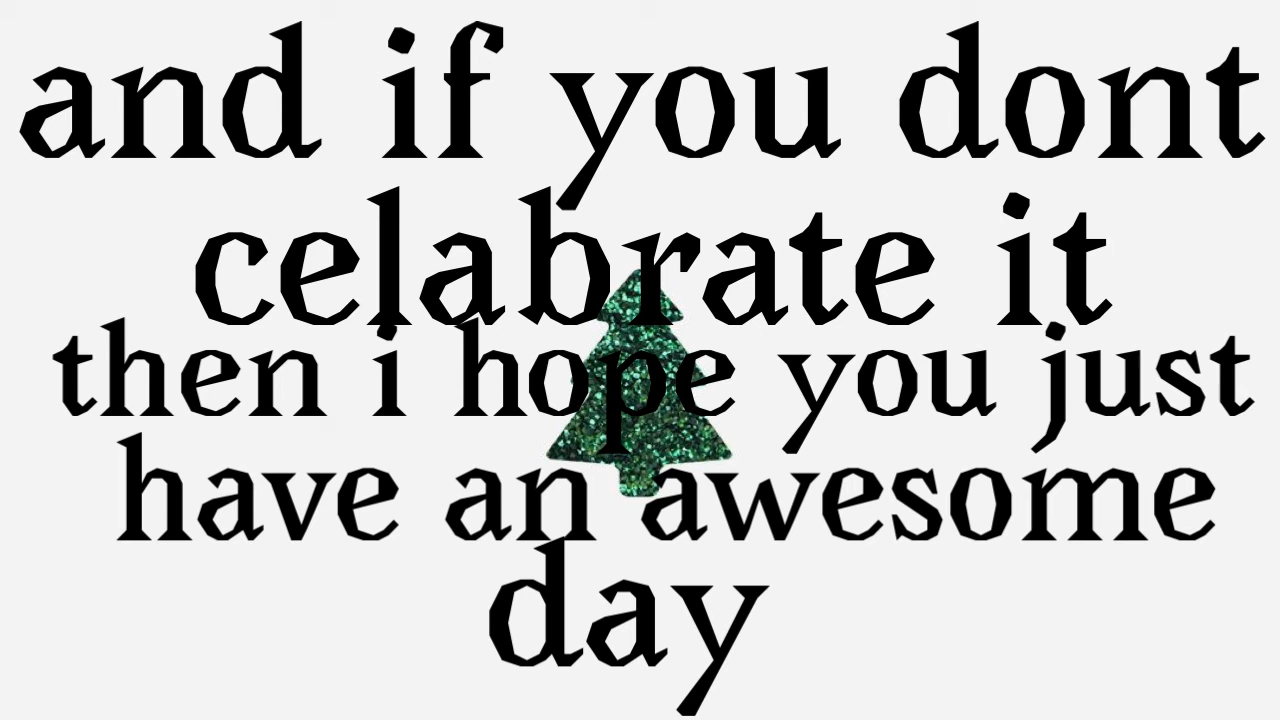 and if you dont
celabrate it
then i hope you just
have an awesome
day